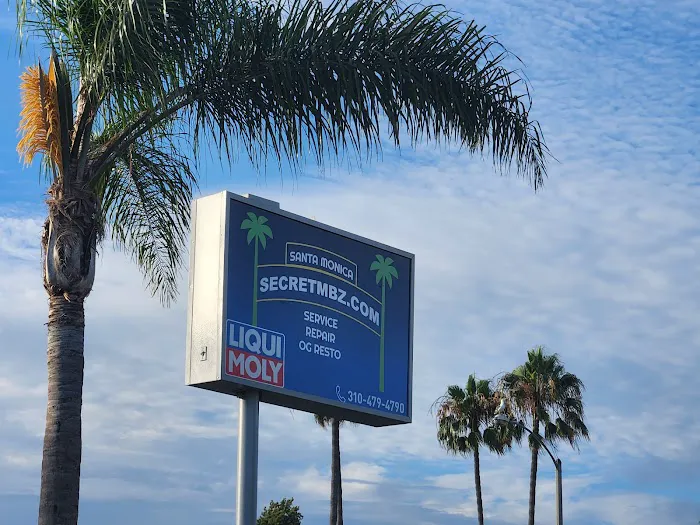 SANTA MONICA
SECRETMBZ.COM
SERVICE
REPAIR
OG RESTO
LIQUI
MOLY
310-479-4790